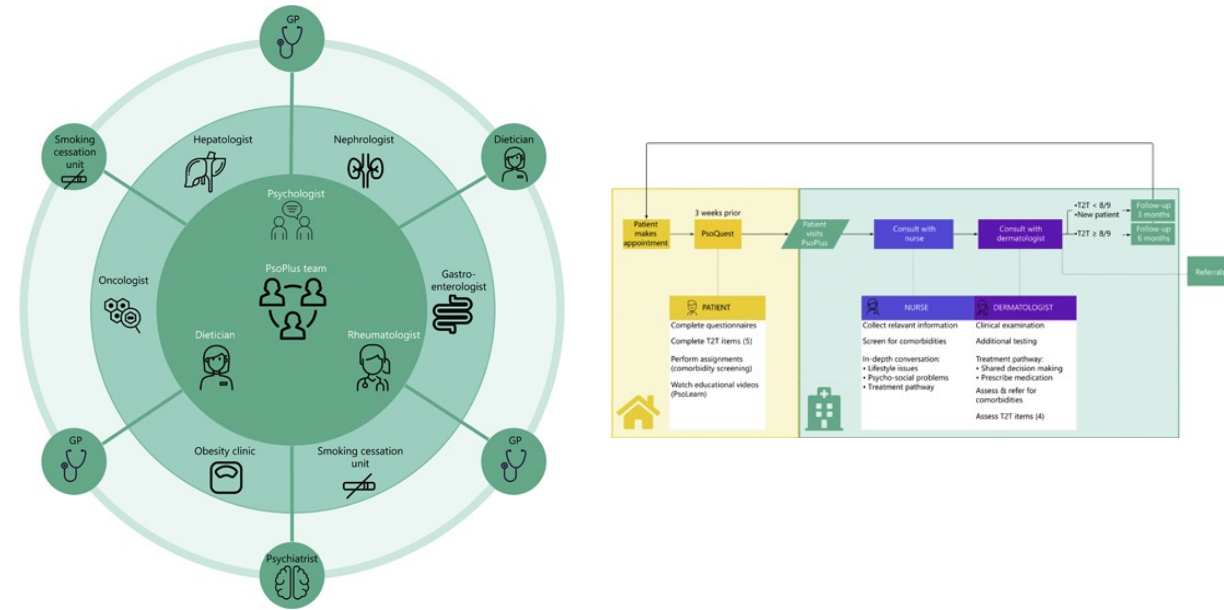 GP
Smoking
cessation
unit
Dietician
Hepatologist
Nephrologist
Psychologist
Oncologist
PsoPlus team
Gastro-
enterologist
Dietician
Rheumatologist
GP
Obesity clinic
Smoking cessation
unit
GP
Psychiatrist
3 weeks prior
Patient
makes
appointment
PsoQuest
Patient
visits
PsoPlus
Consult with
nurse
Consult with
dermatologist
•T2T < 8/9
•New patient
•T2T ≥ 8/9
Follow-up
3 months
Follow-up
6 months
Referrals
PATIENT
Complete questionnaires
Complete T2T items (5)
Perform assignments
(comorbidity screening)
Watch educational videos
(PsoLearn)
NURSE
Collect relavant information
Screen for comorbidities
In-depth conversation:
• Lifestyle issues
• Psycho-social problems
• Treatment pathway
DERMATOLOGIST
Clinical examination
Additional testing
Treatment pathway:
• Shared decision making
• Prescribe medication
Assess & refer for
comorbidities
Assess T2T items (4)